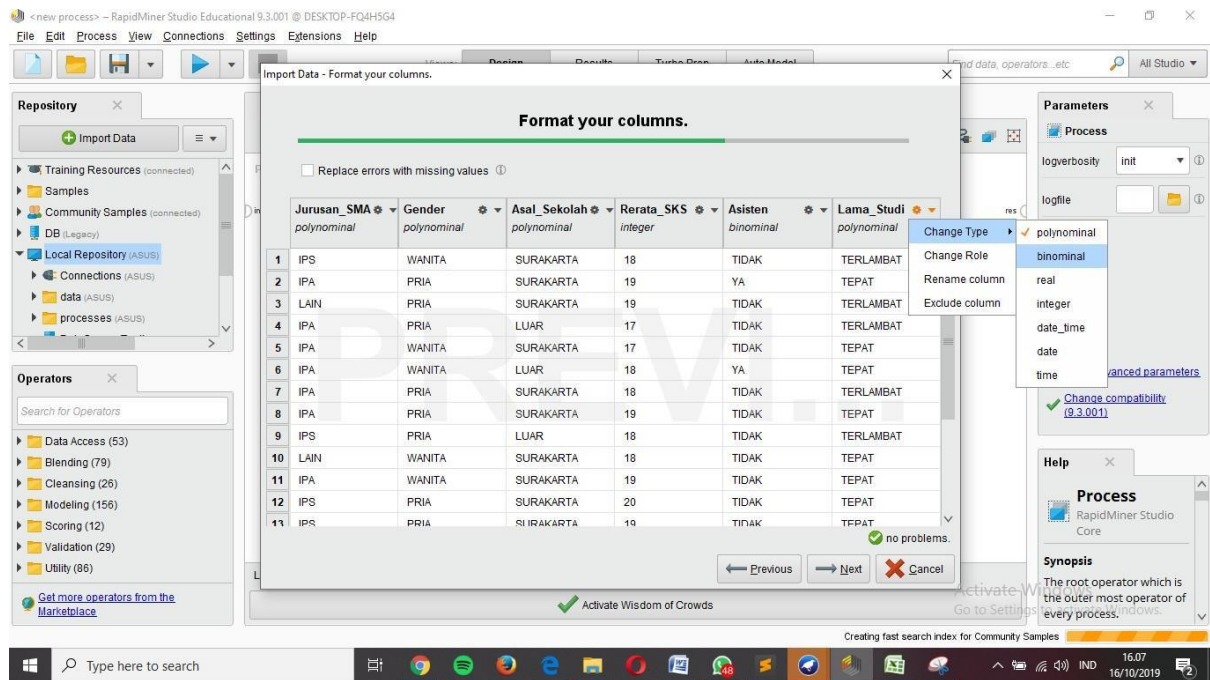 <new process> – RapidMiner Studio Educational 9.3.001 @ DESKTOP-FQ4H5G4
File Edit Process View Connections Settings Extensions Help
Import Data - Format your columns.
Find data, operators...etc
All Studio
Repository
Import Data
Training Resources (connected)
Samples
Community Samples (connected)
DB (Legacy)
Local Repository (ASUS)
Connections (ASUS)
data (ASUS)
processes (ASUS)
Operators
Search for Operators
Data Access (53)
Blending (79)
Cleansing (26)
Modeling (156)
Scoring (12)
Validation (29)
Utility (86)
Get more operators from the
Marketplace
Format your columns.
Replace errors with missing values
Jurusan_SMA Gender Asal_Sekolah Rerata_SKS Asisten Lama_Studi
polynominal polynominal polynominal integer binominal polynominal
1 IPS WANITA SURAKARTA 18 TIDAK TERLAMBAT
2 IPA PRIA SURAKARTA 19 YA TEPAT
3 LAIN PRIA SURAKARTA 19 TIDAK TERLAMBAT
4 IPA PRIA LUAR 17 TIDAK TERLAMBAT
5 IPA WANITA SURAKARTA 17 TIDAK TEPAT
6 IPA WANITA LUAR 18 YA TEPAT
7 IPA PRIA SURAKARTA 18 TIDAK TERLAMBAT
8 IPA PRIA SURAKARTA 19 TIDAK TEPAT
9 IPS PRIA LUAR 18 TIDAK TERLAMBAT
10 LAIN WANITA SURAKARTA 18 TIDAK TEPAT
11 IPA WANITA SURAKARTA 18 TIDAK TEPAT
12 IPS PRIA SURAKARTA 20 TIDAK TEPAT
13 IPS PRIA SURAKARTA 19 TIDAK TEPAT
PREVI...
no problems.
Previous Next Cancel
Change Type
Change Role
Rename column
Exclude column
polynominal
binominal
real
integer
date_time
date
time
res
Parameters
Process
logverbosity init
logfile
vanced parameters
Change compatibility
(9.3.001)
Help
Process
RapidMiner Studio
Core
Synopsis
The root operator which is
the outer most operator of
every process.
Activate Windows
Go to Settings to activate Windows.
Activate Wisdom of Crowds
Creating fast search index for Community Samples
Type here to search
48
IND
16.07
16/10/2019
2